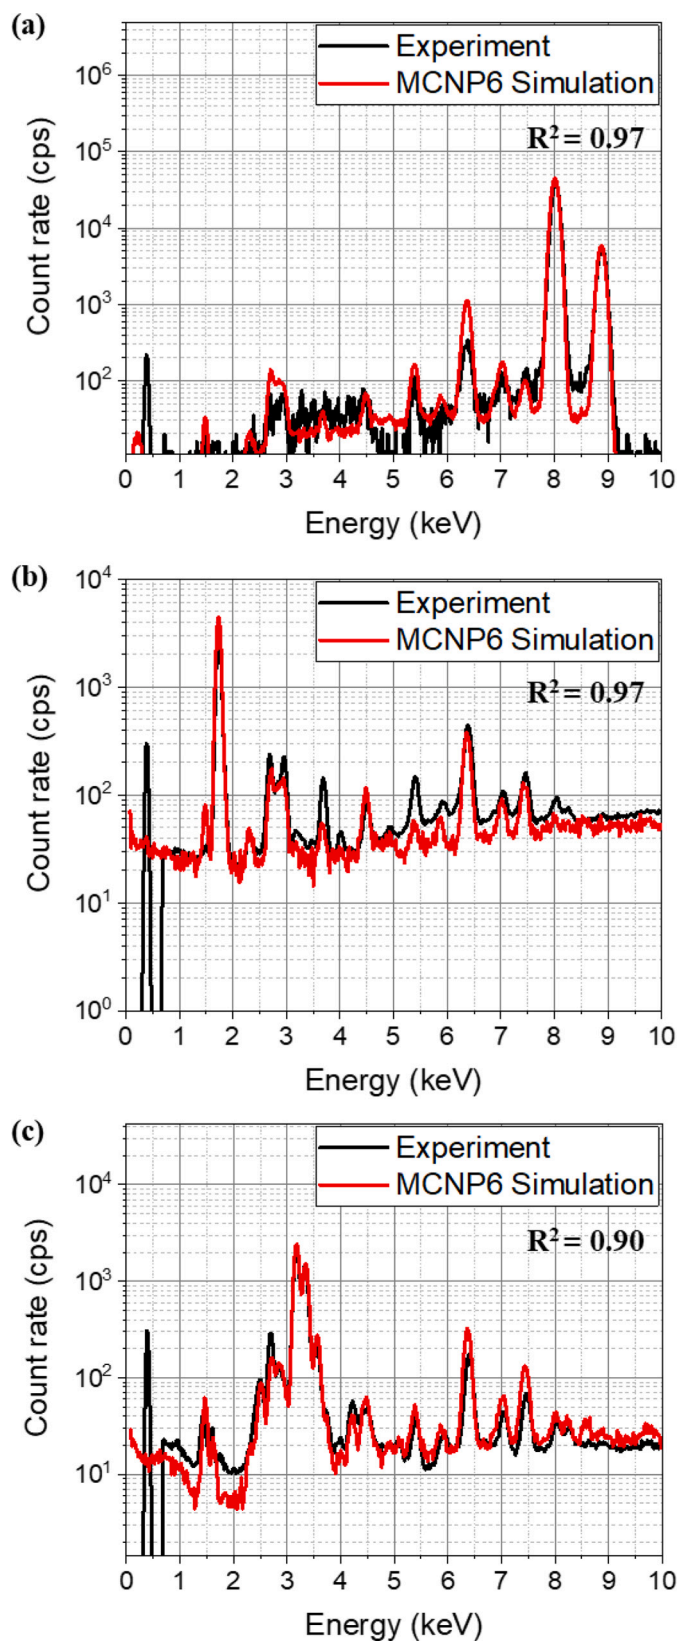 (a)
Experiment
MCNP6 Simulation
R² = 0.97
Count rate (cps)
10⁶
10⁵
10⁴
10³
10²
0 1 2 3 4 5 6 7 8 9 10
Energy (keV)
(b)
Experiment
MCNP6 Simulation
R² = 0.97
Count rate (cps)
10⁴
10³
10²
10¹
10⁰
0 1 2 3 4 5 6 7 8 9 10
Energy (keV)
(c)
Experiment
MCNP6 Simulation
R² = 0.90
Count rate (cps)
10⁴
10³
10²
10¹
0 1 2 3 4 5 6 7 8 9 10
Energy (keV)